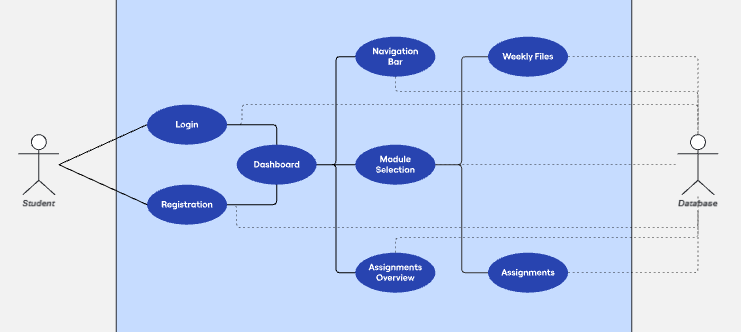 Navigation
Bar
Weekly Files
Login
Dashboard
Module
Selection
Student
Registration
Database
Assignments
Overview
Assignments